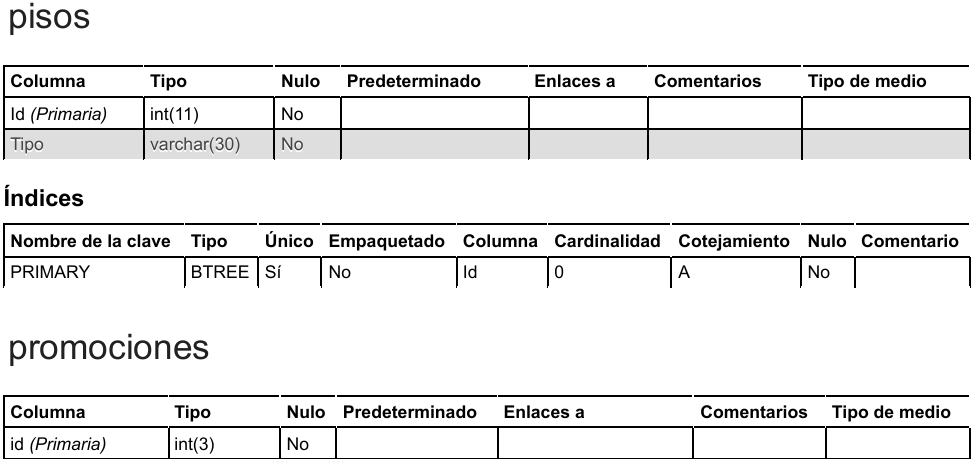 pisos
Columna Tipo Nulo Predeterminado Enlaces a Comentarios Tipo de medio
Id (Primaria) int(11) No
Tipo varchar(30) No
Índices
Nombre de la clave Tipo Único Empaquetado Columna Cardinalidad Cotejamiento Nulo Comentario
PRIMARY BTREE Sí No Id 0 A No
promociones
Columna Tipo Nulo Predeterminado Enlaces a Comentarios Tipo de medio
id (Primaria) int(3) No